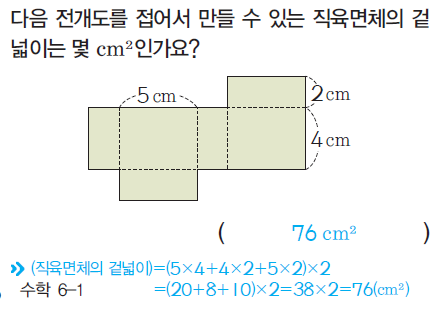 다음 전개도를 접어서 만들 수 있는 직육면체의 겉
넓이는 몇 cm²인가요?
5 cm
2 cm
4 cm
( 76 cm² )
(직육면체의 겉넓이)=(5×4+4×2+5×2)×2
수학 6-1 =(20+8+10)×2=38×2=76(cm²)